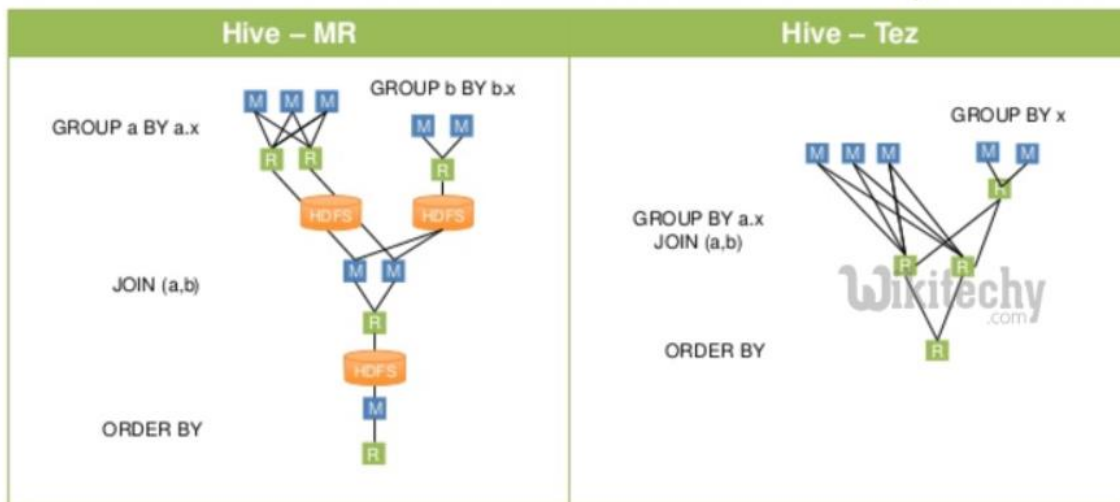 Hive – MR
Hive – Tez
GROUP a BY a.x
M M M
GROUP b BY b.x
M M
R R
R
HDFS
HDFS
JOIN (a,b)
M M
R
HDFS
ORDER BY
M
R
GROUP BY x
M M M
M M
R
GROUP BY a.x
JOIN (a,b)
R R
Wikitechy
.com
ORDER BY
R